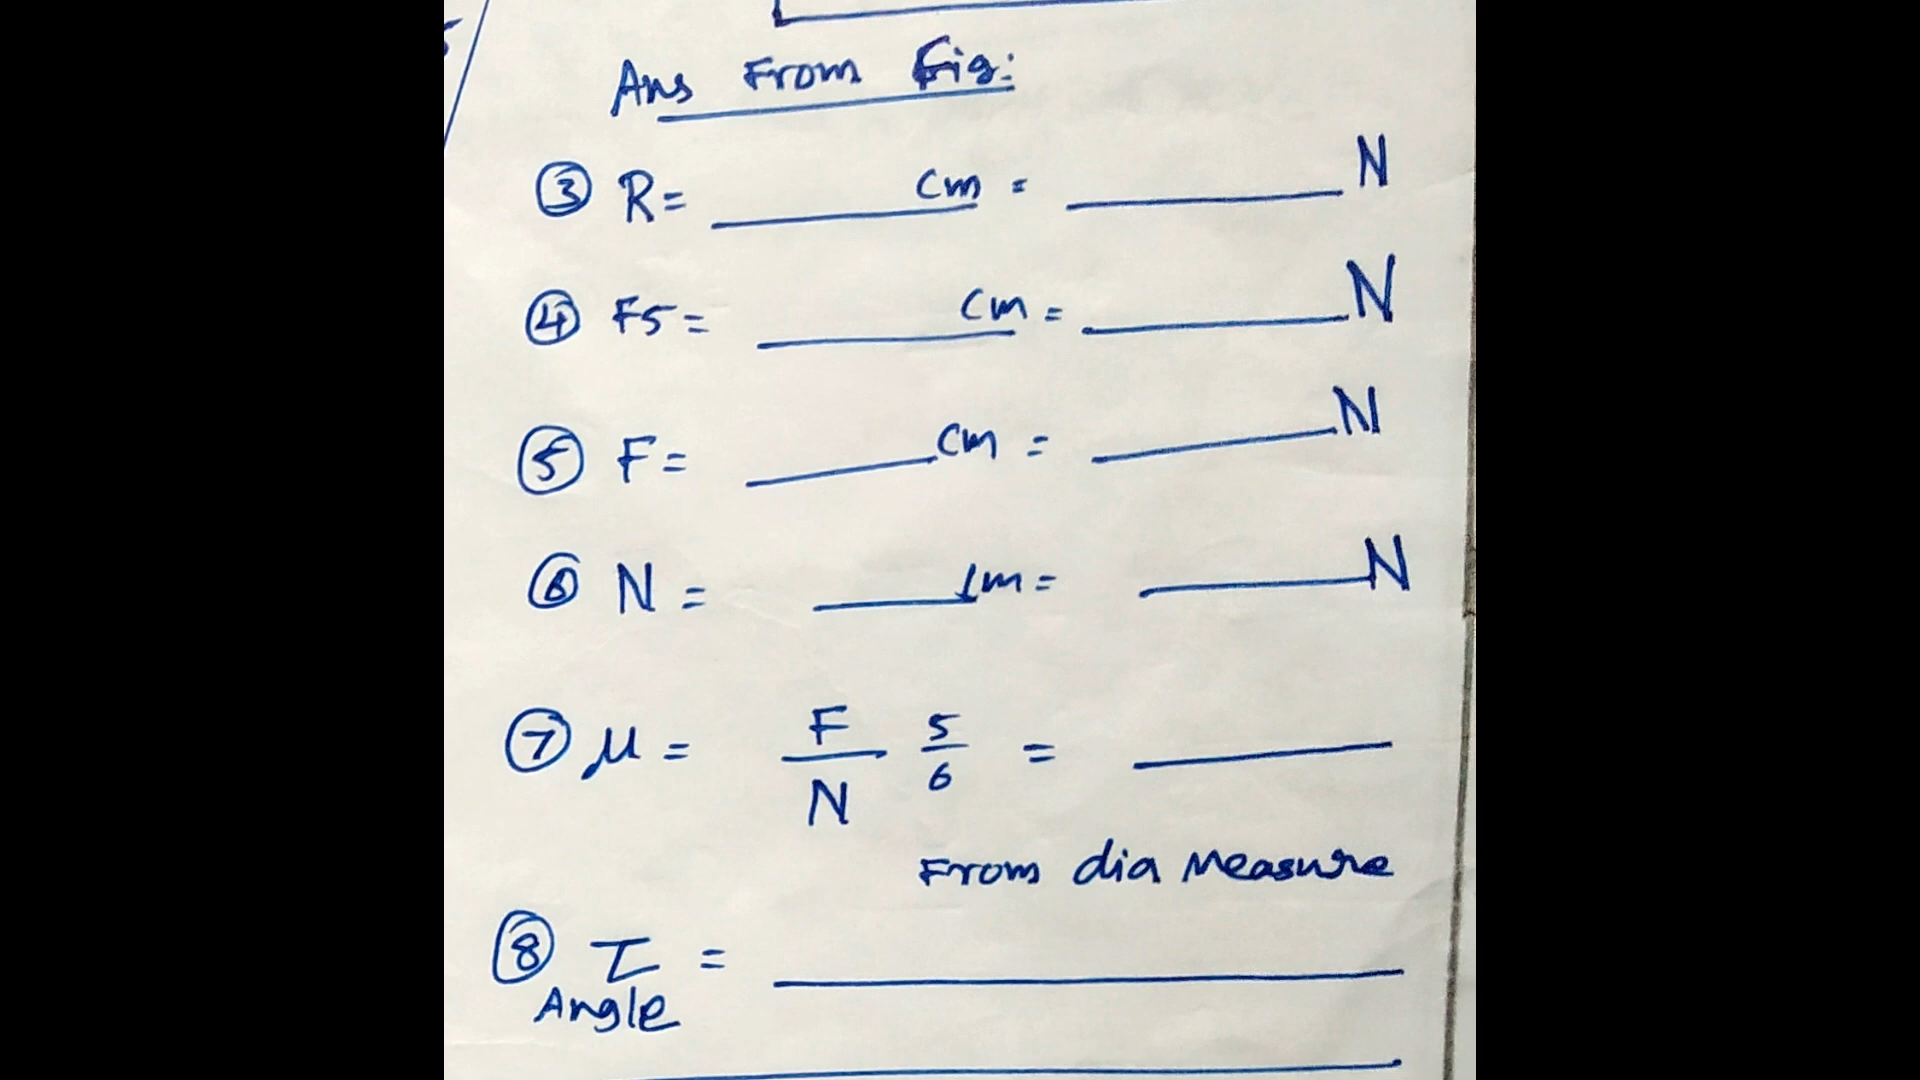 Ans From Fig:
③ R= ______ cm = ______ N
④ Fs= ______ cm = ______ N
⑤ F= ______ cm = ______ N
⑥ N = ______ cm = ______ N
⑦ μ = F/N 5/6 = ______
From dia Measure
⑧ τ = ______
Angle